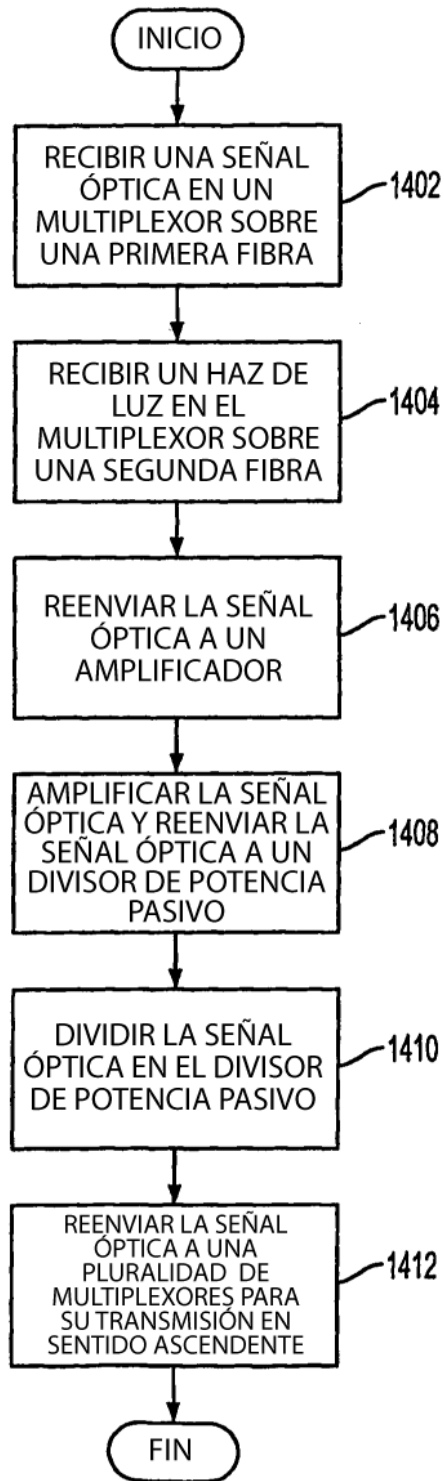 INICIO
RECIBIR UNA SEÑAL
ÓPTICA EN UN
MULTIPLEXOR SOBRE
UNA PRIMERA FIBRA
1402
RECIBIR UN HAZ DE
LUZ EN EL
MULTIPLEXOR SOBRE
UNA SEGUNDA FIBRA
1404
REENVIAR LA SEÑAL
ÓPTICA A UN
AMPLIFICADOR
1406
AMPLIFICAR LA SEÑAL
ÓPTICA Y REENVIAR LA
SEÑAL ÓPTICA A UN
DIVISOR DE POTENCIA
PASIVO
1408
DIVIDIR LA SEÑAL
ÓPTICA EN EL DIVISOR
DE POTENCIA PASIVO
1410
REENVIAR LA SEÑAL
ÓPTICA A UNA
PLURALIDAD DE
MULTIPLEXORES PARA
SU TRANSMISIÓN EN
SENTIDO ASCENDENTE
1412
FIN